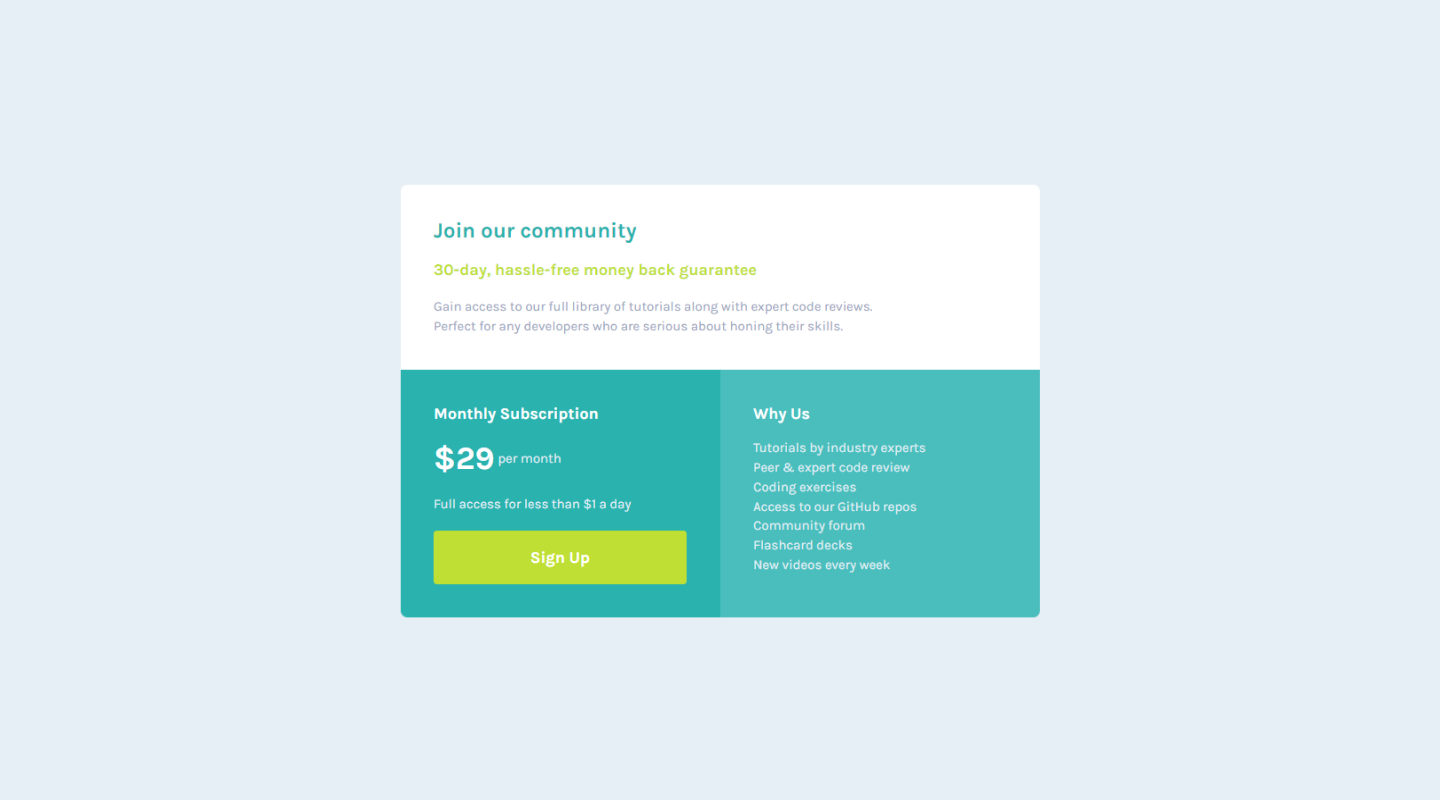 Join our community
30-day, hassle-free money back guarantee
Gain access to our full library of tutorials along with expert code reviews.
Perfect for any developers who are serious about honing their skills.
Monthly Subscription
$29 per month
Full access for less than $1 a day
Sign Up
Why Us
Tutorials by industry experts
Peer & expert code review
Coding exercises
Access to our GitHub repos
Community forum
Flashcard decks
New videos every week